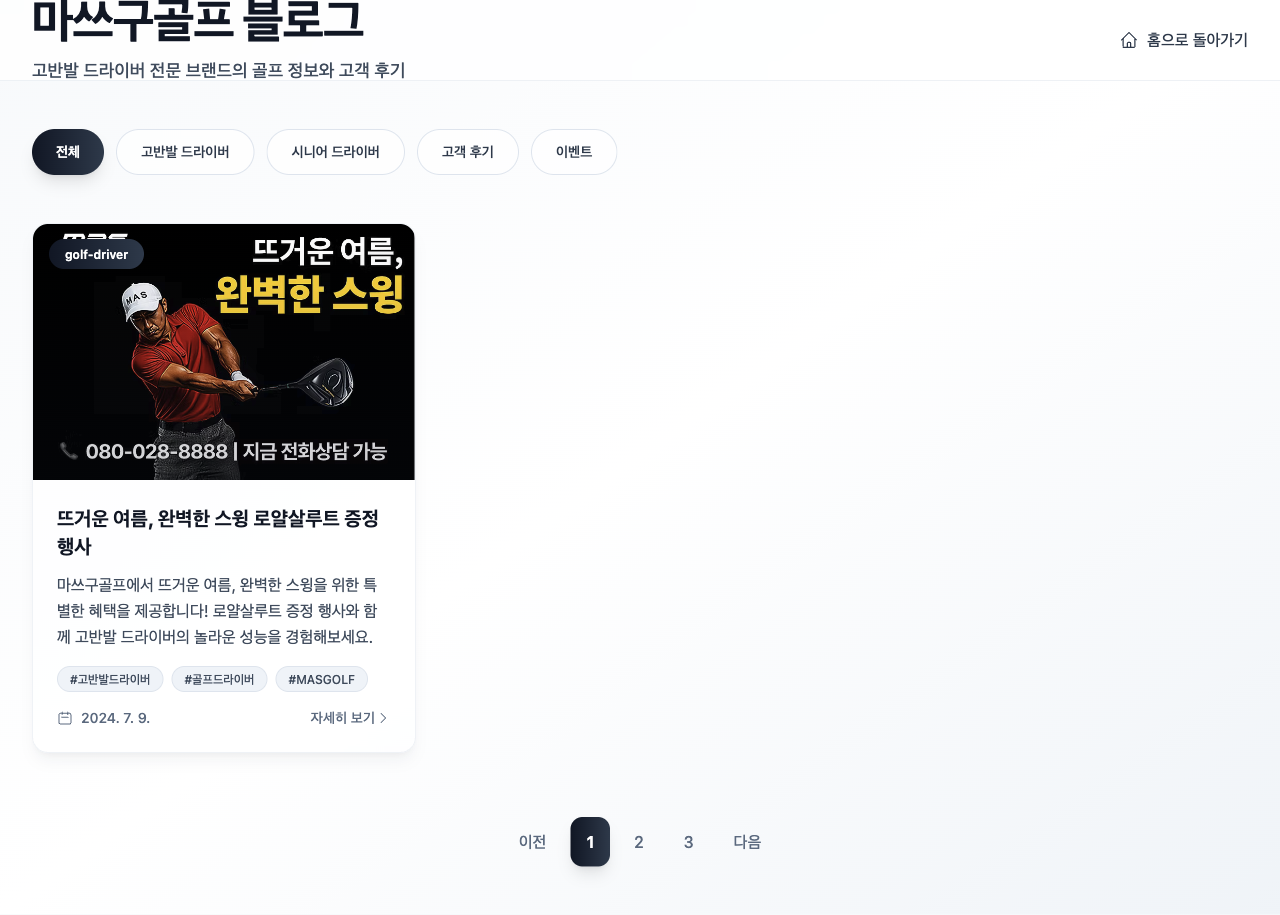 마쓰구골프 블로그
고반발 드라이버 전문 브랜드의 골프 정보와 고객 후기
홈으로 돌아가기
전체
고반발 드라이버
시니어 드라이버
고객 후기
이벤트
golf-driver
뜨거운 여름,
완벽한 스윙
MAS
080-028-8888 | 지금 전화상담 가능
뜨거운 여름, 완벽한 스윙 로얄살루트 증정
행사
마쓰구골프에서 뜨거운 여름, 완벽한 스윙을 위한 특
별한 혜택을 제공합니다! 로얄살루트 증정 행사와 함
께 고반발 드라이버의 놀라운 성능을 경험해보세요.
#고반발드라이버
#골프드라이버
#MASGOLF
2024. 7. 9.
자세히 보기
이전
1
2
3
다음